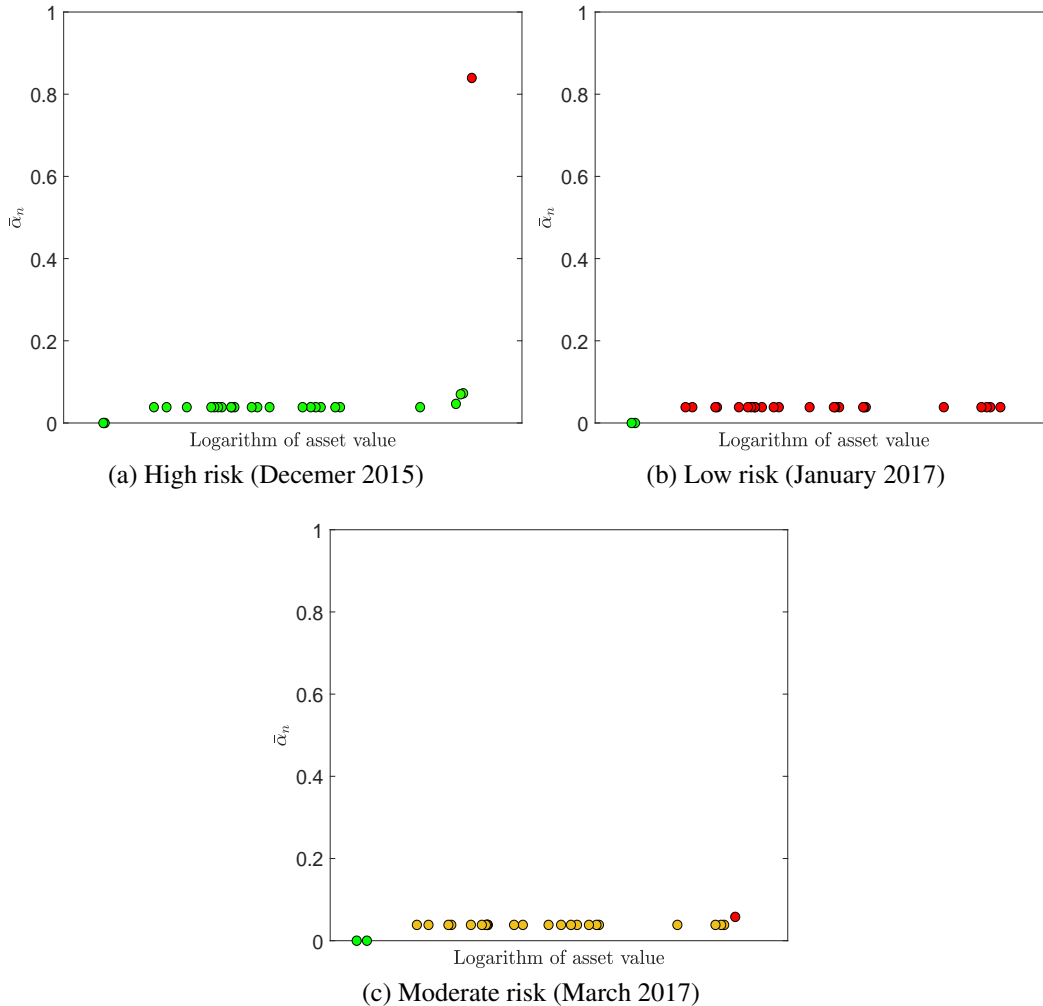 1
0.8
0.6
0.4
0.2
0
ᾱₙ
Logarithm of asset value
(a) High risk (Decemer 2015)
1
0.8
0.6
0.4
0.2
0
ᾱₙ
Logarithm of asset value
(b) Low risk (January 2017)
1
0.8
0.6
0.4
0.2
0
ᾱₙ
Logarithm of asset value
(c) Moderate risk (March 2017)